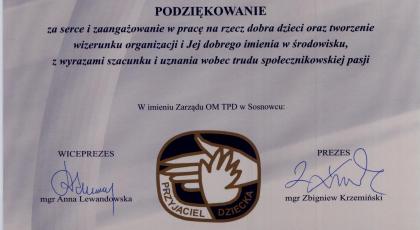 PODZIĘKOWANIE
za serce i zaangażowanie w pracę na rzecz dobra dzieci oraz tworzenie
wizerunku organizacji i Jej dobrego imienia w środowisku,
z wyrazami szacunku i uznania wobec trudu społecznikowskiej pasji
W imieniu Zarządu OM TPD w Sosnowcu:
WICEPREZES
PREZES
mgr Anna Lewandowska
mgr Zbigniew Krzemiński
PRZYJACIEL DZIECKA